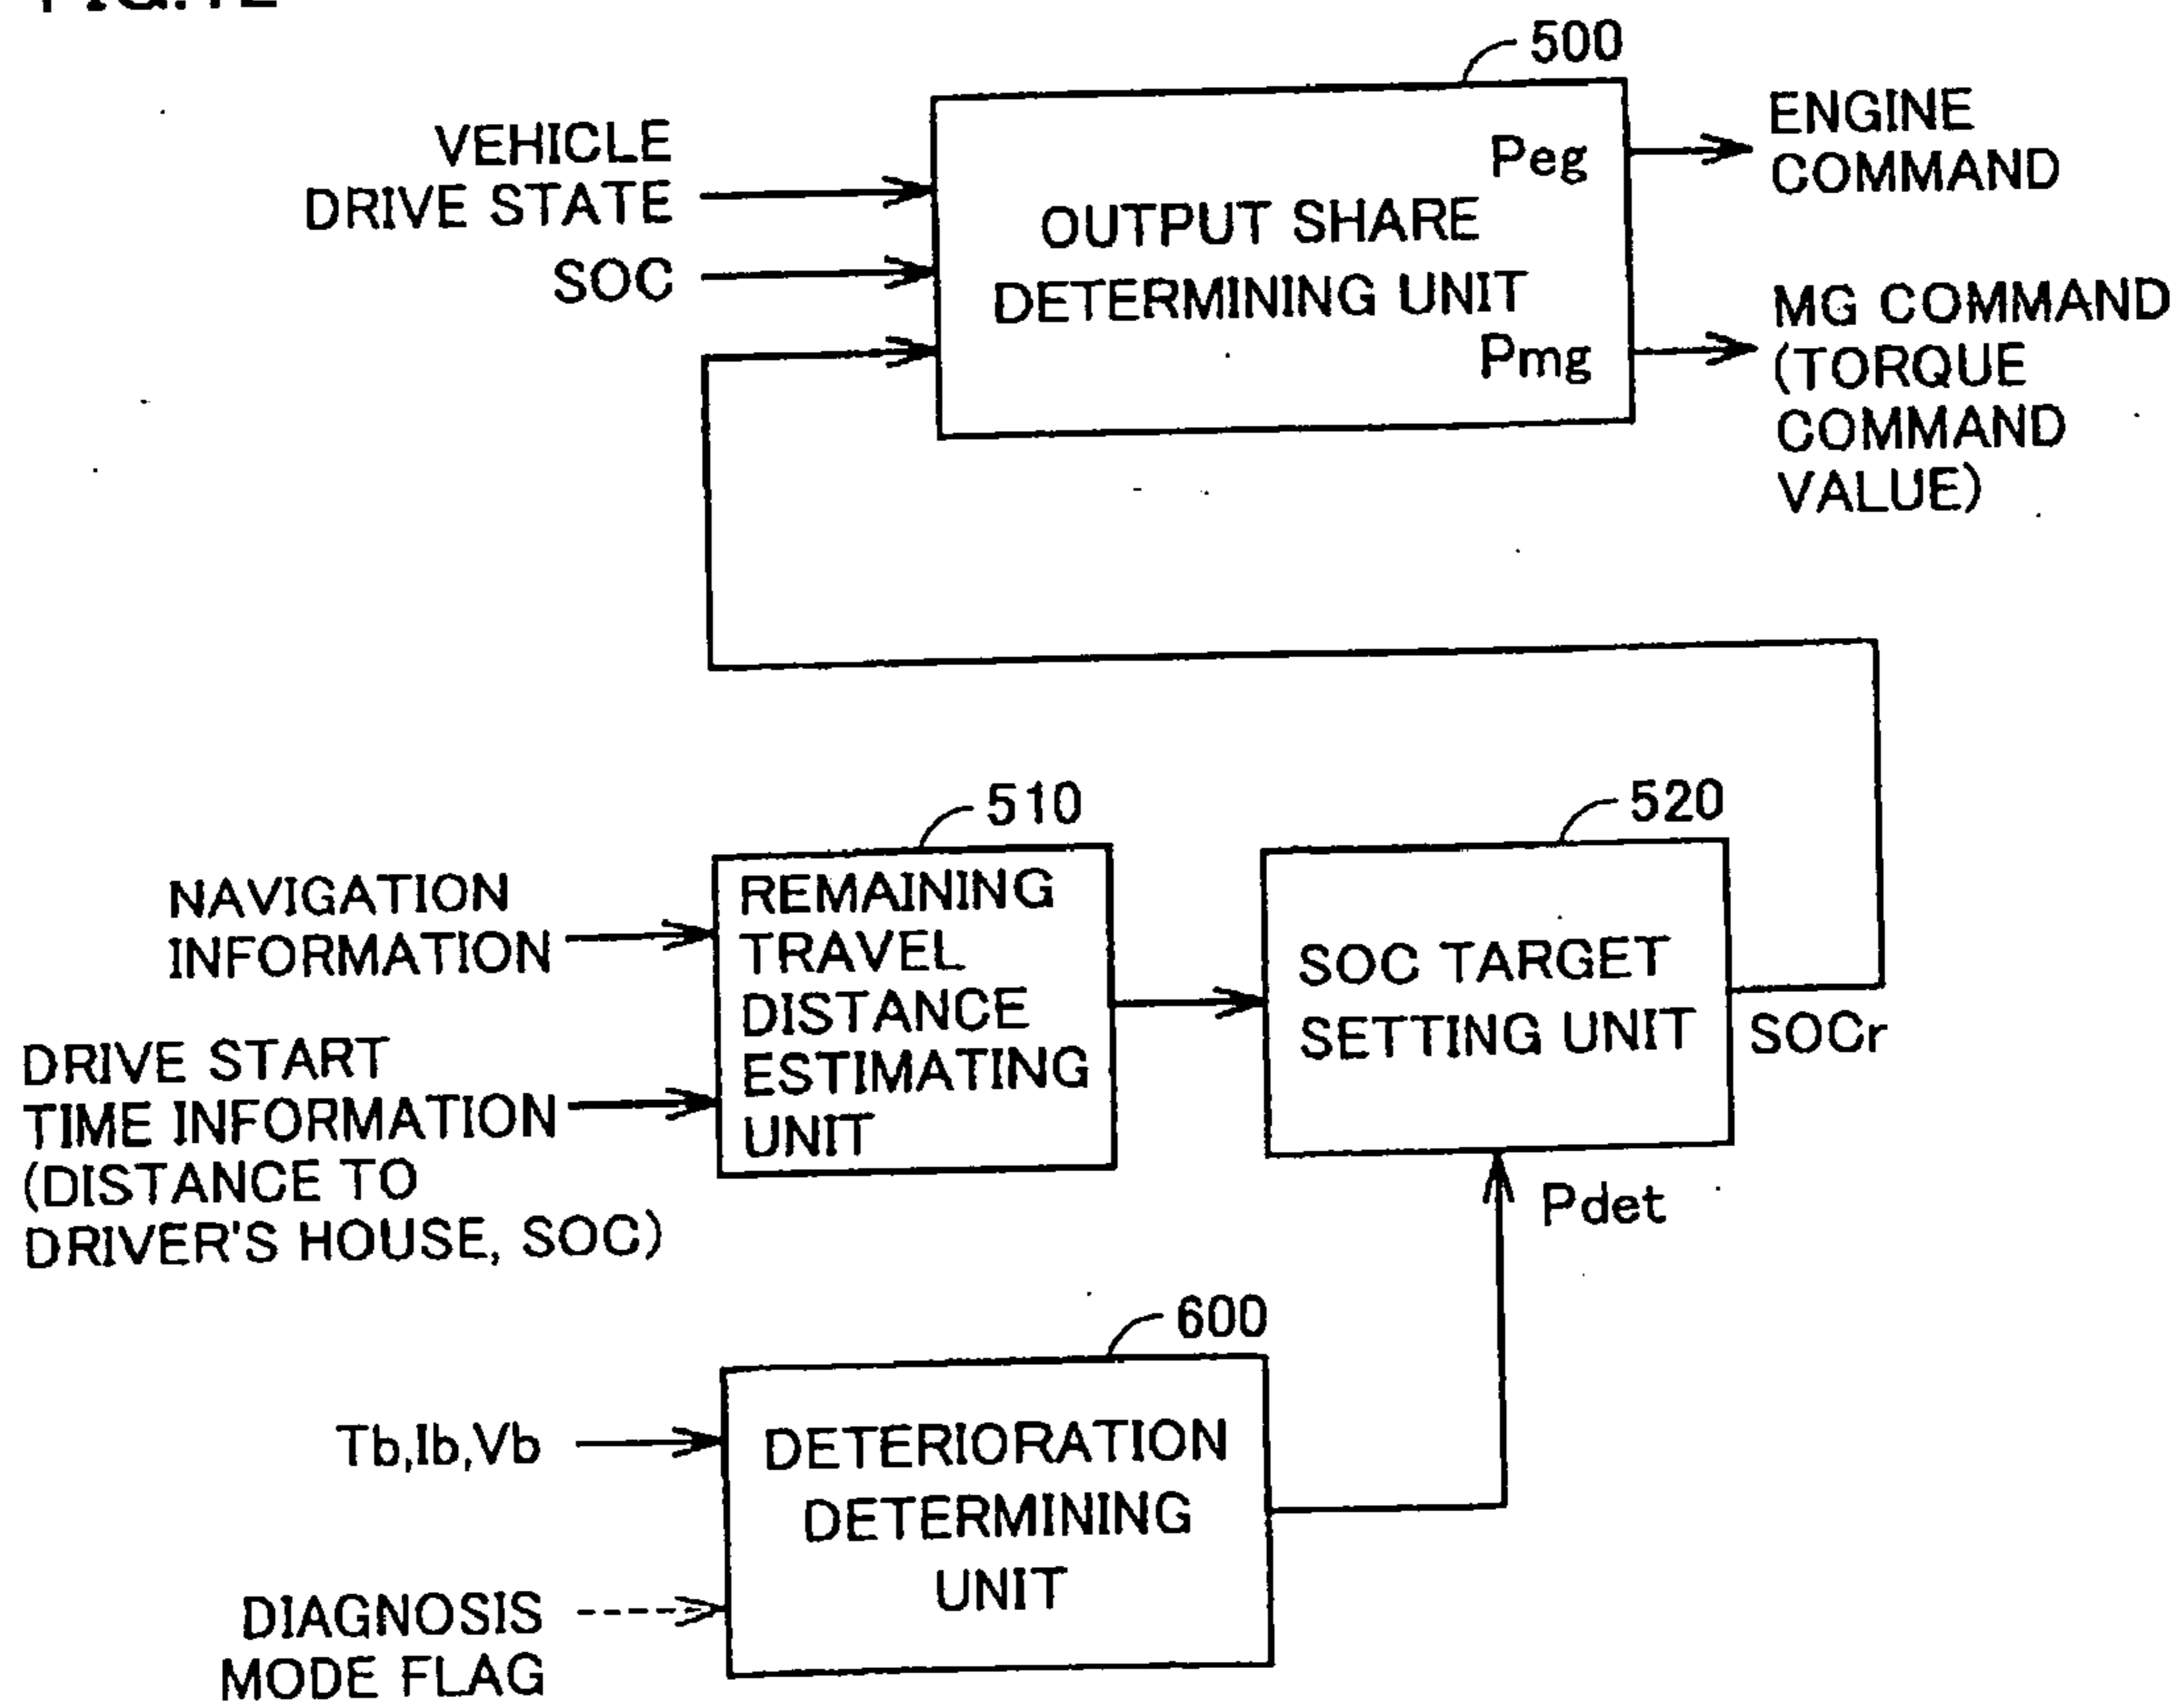 500
VEHICLE
DRIVE STATE
SOC
Peg
OUTPUT SHARE
DETERMINING UNIT
Pmg
ENGINE
COMMAND
MG COMMAND
(TORQUE
COMMAND
VALUE)
510
NAVIGATION
INFORMATION
DRIVE START
TIME INFORMATION
(DISTANCE TO
DRIVER'S HOUSE, SOC)
REMAINING
TRAVEL
DISTANCE
ESTIMATING
UNIT
520
SOC TARGET
SETTING UNIT
SOCr
Pdet
600
Tb,Ib,Vb
DIAGNOSIS
MODE FLAG
DETERIORATION
DETERMINING
UNIT